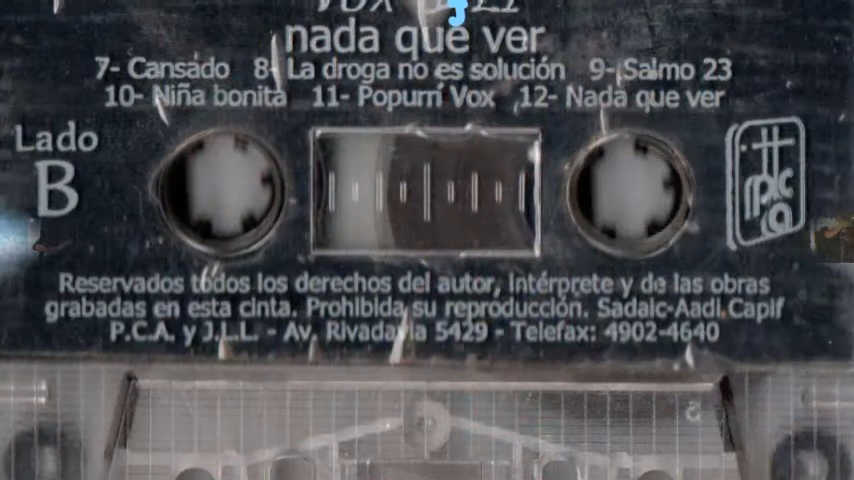 nada que ver
7- Cansado 8- La droga no es solución 9- Salmo 23
10- Niña bonita 11- Popurrí Vox 12- Nada que ver
Lado
B
Reservados todos los derechos del autor, intérprete y de las obras
grabadas en esta cinta. Prohibida su reproducción. Sadaic-Aadi Capif
P.C.A. y J.L.L. - Av. Rivadavia 5429 - Telefax: 4902-4640